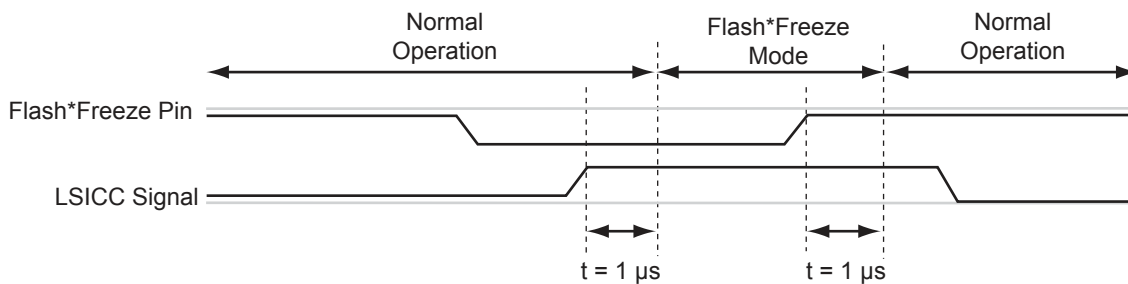 Normal
Operation
Flash*Freeze
Mode
Normal
Operation
Flash*Freeze Pin
LSICC Signal
t = 1 µs
t = 1 µs